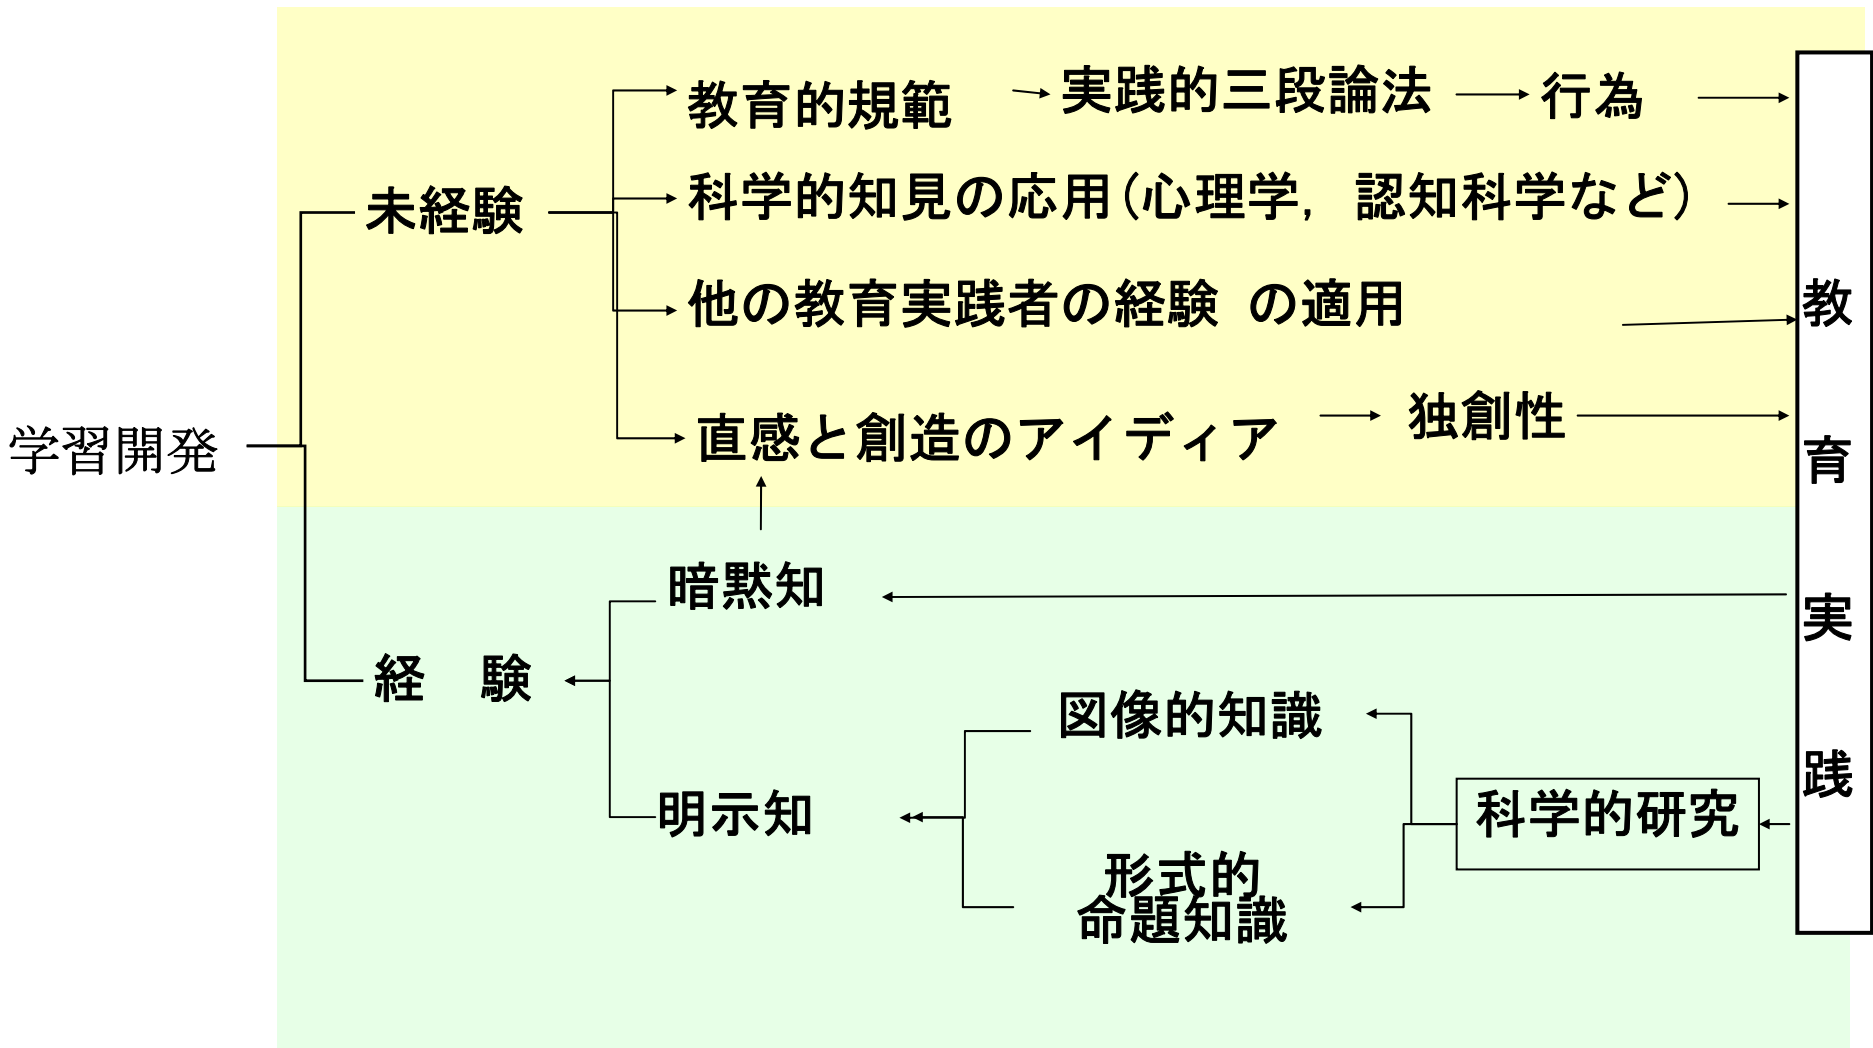 教育的規範
実践的三段論法
行為
科学的知見の応用(心理学, 認知科学など)
未経験
他の教育実践者の経験 の適用
直感と創造のアイディア
独創性
学習開発
教育実践
暗黙知
経 験
図像的知識
明示知
科学的研究
形式的
命題知識